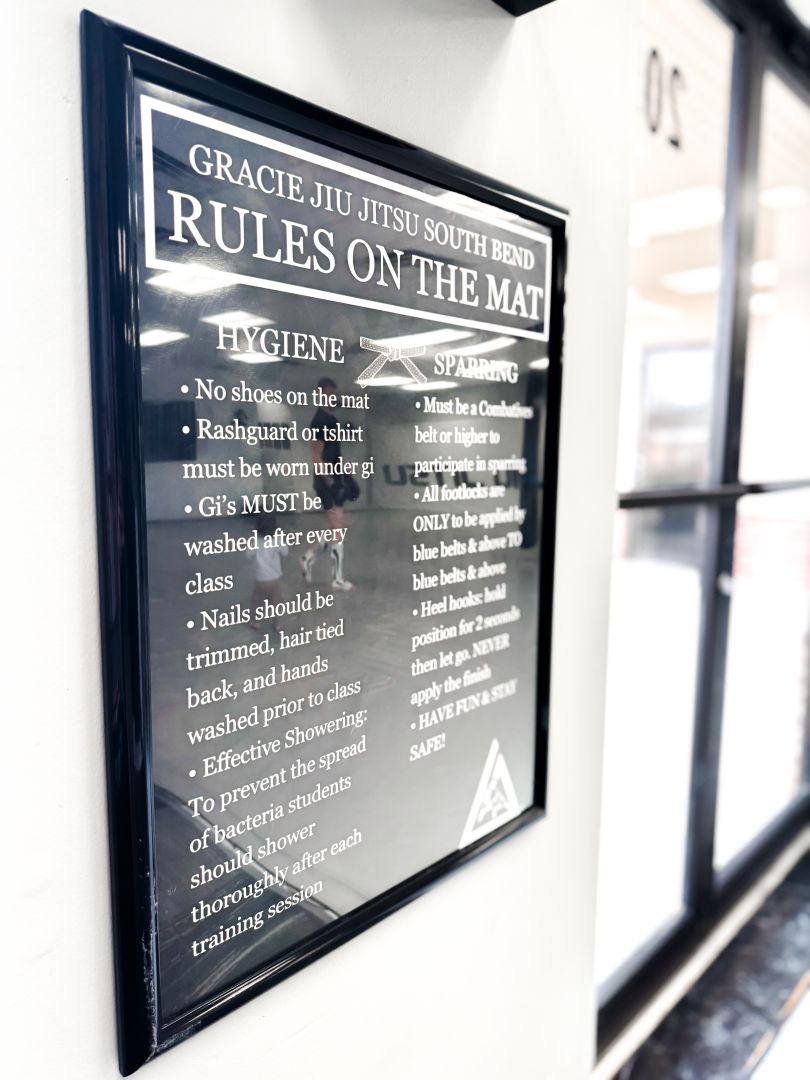 GRACIE JIU JITSU SOUTH BEND
RULES ON THE MAT
HYGIENE
• No shoes on the mat
• Rashguard or tshirt
must be worn under gi
• Gi's MUST be
washed after every
class
• Nails should be
trimmed, hair tied
back, and hands
washed prior to class
• Effective Showering:
To prevent the spread
of bacteria students
should shower
thoroughly after each
training session
SPARRING
• Must be a Combatives
belt or higher to
participate in sparring
• All footlocks are
ONLY to be applied by
blue belts & above TO
blue belts & above
• Heel hooks: hold
position for 2 seconds
then let go. NEVER
apply the finish
• HAVE FUN & STAY
SAFE!
20